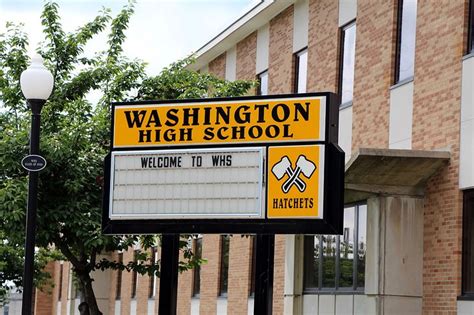 WASHINGTON
HIGH SCHOOL
WELCOME TO WHS
HATCHETS